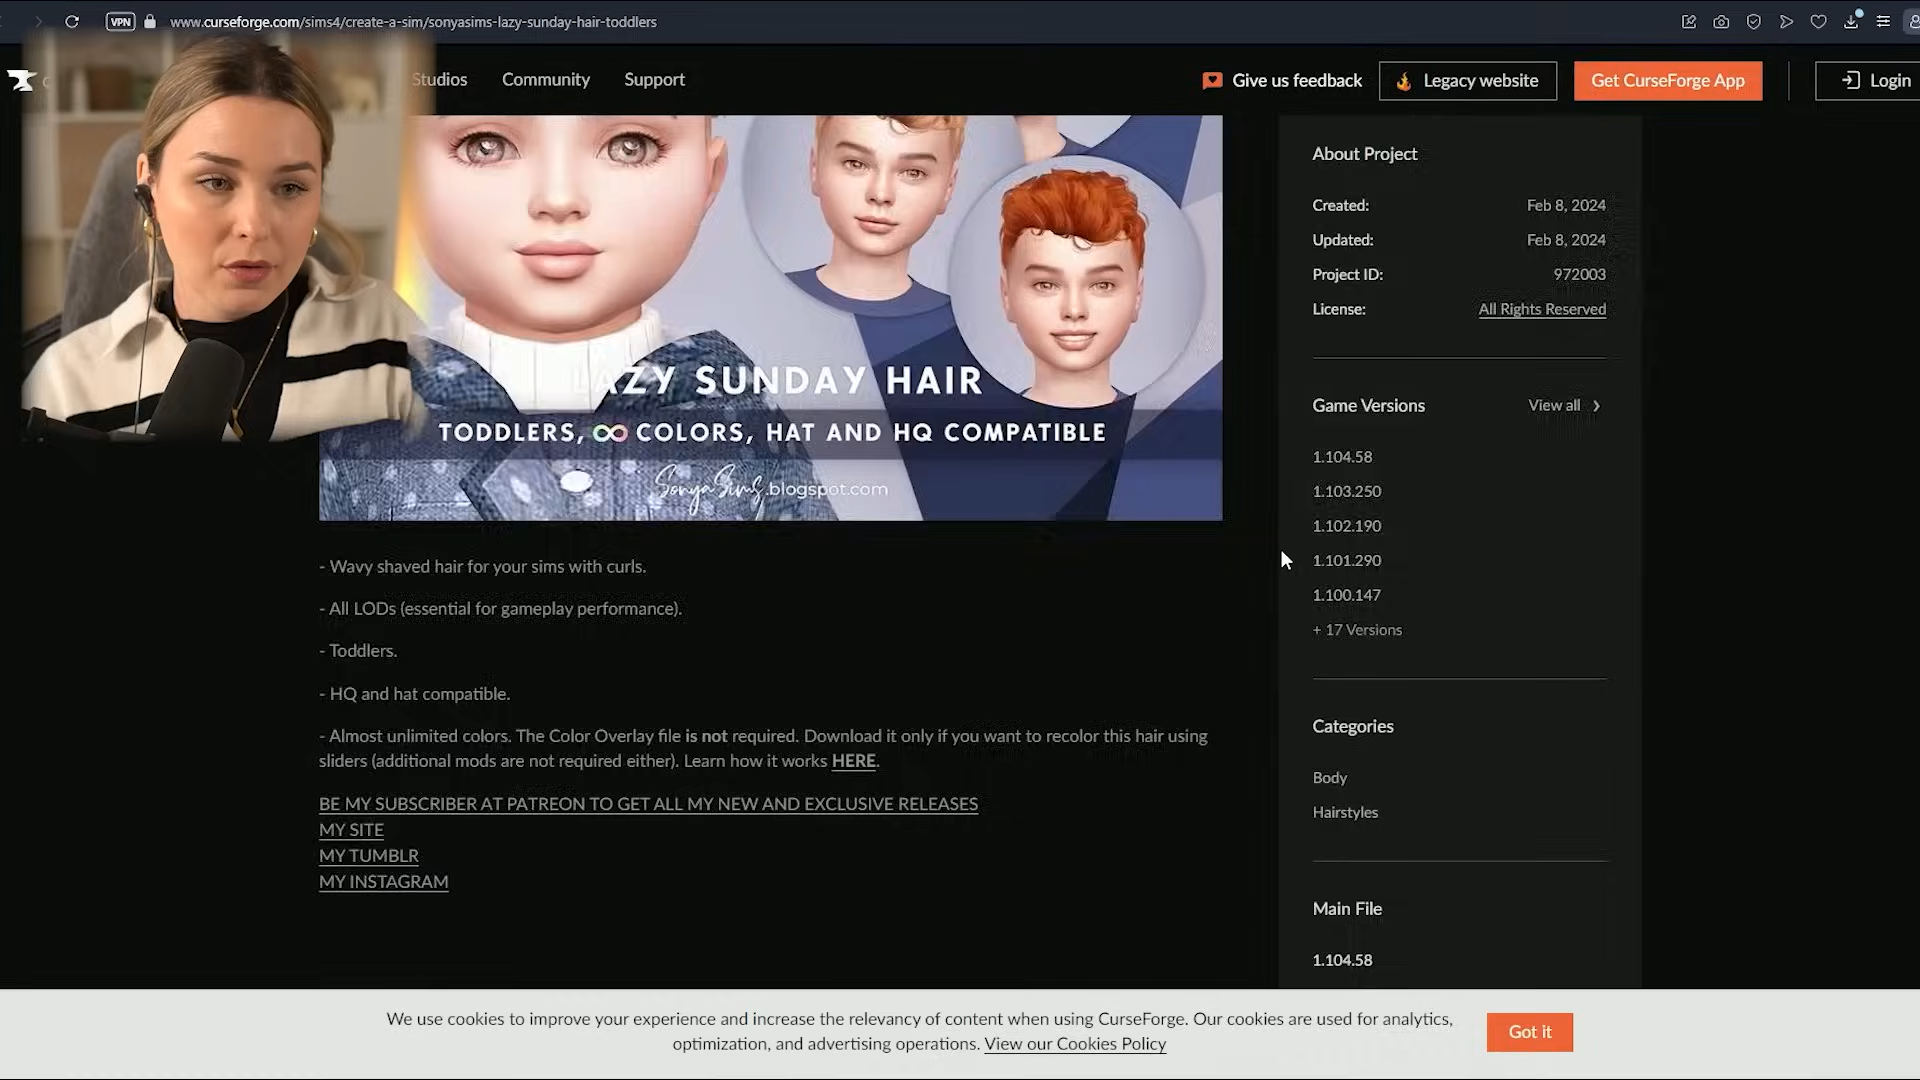 VPN
www.curseforge.com/sims4/create-a-sim/sonyasims-lazy-sunday-hair-toddlers
Studios
Community
Support
Give us feedback
Legacy website
Get CurseForge App
Login
LAZY SUNDAY HAIR
TODDLERS, ∞ COLORS, HAT AND HQ COMPATIBLE
SonyaSims.blogspot.com
- Wavy shaved hair for your sims with curls.
- All LODs (essential for gameplay performance).
- Toddlers.
- HQ and hat compatible.
- Almost unlimited colors. The Color Overlay file is not required. Download it only if you want to recolor this hair using
sliders (additional mods are not required either). Learn how it works HERE.
BE MY SUBSCRIBER AT PATREON TO GET ALL MY NEW AND EXCLUSIVE RELEASES
MY SITE
MY TUMBLR
MY INSTAGRAM
About Project
Created: Feb 8, 2024
Updated: Feb 8, 2024
Project ID: 972003
License: All Rights Reserved
Game Versions View all
1.104.58
1.103.250
1.102.190
1.101.290
1.100.147
+ 17 Versions
Categories
Body
Hairstyles
Main File
1.104.58
We use cookies to improve your experience and increase the relevancy of content when using CurseForge. Our cookies are used for analytics,
optimization, and advertising operations. View our Cookies Policy
Got it